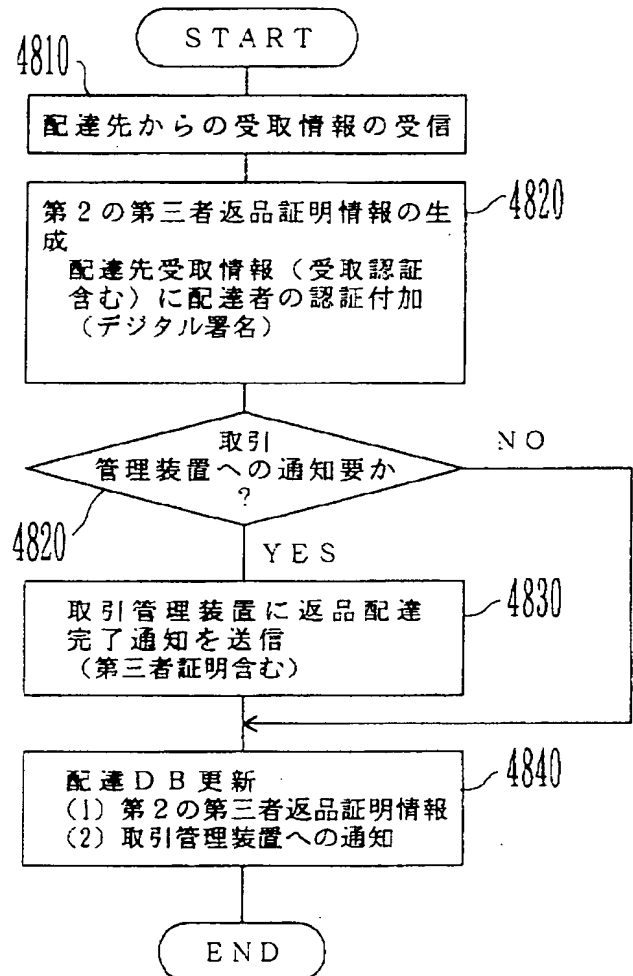 START
4810
配達先からの受取情報の受信
4820
第2の第三者返品証明情報の生
成
配達先受取情報（受取認証
含む）に配達者の認証付加
（デジタル署名）
取引
管理装置への通知要か
?
NO
4820
YES
4830
取引管理装置に返品配達
完了通知を送信
（第三者証明含む）
4840
配達DB更新
(1) 第2の第三者返品証明情報
(2) 取引管理装置への通知
END